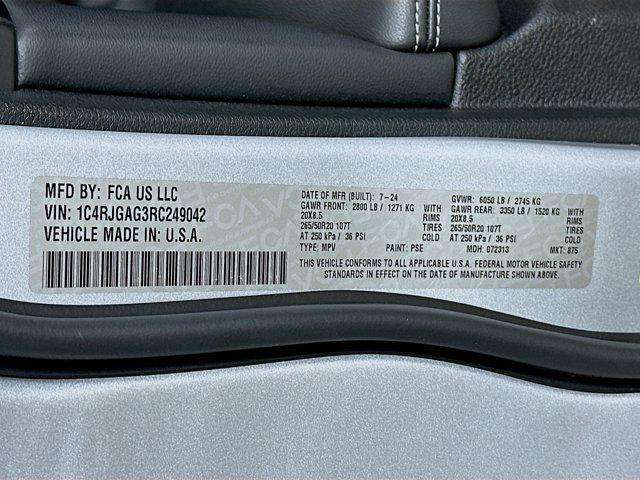 MFD BY: FCA US LLC
VIN: 1C4RJGAG3RC249042
VEHICLE MADE IN: U.S.A.
DATE OF MFR (BUILT): 7-24
GAWR FRONT: 2800 LB / 1271 KG WITH
20X8.5 RIMS
265/50R20 107T TIRES
AT 250 kPa / 36 PSI COLD
TYPE: MPV PAINT: PSE
GVWR: 6050 LB / 2745 KG
GAWR REAR: 3350 LB / 1520 KG WITH
20X8.5 RIMS
265/50R20 107T TIRES
AT 250 kPa / 36 PSI COLD
MDH: 072313 MKT: 875
THIS VEHICLE CONFORMS TO ALL APPLICABLE U.S.A. FEDERAL MOTOR VEHICLE SAFETY
STANDARDS IN EFFECT ON THE DATE OF MANUFACTURE SHOWN ABOVE.